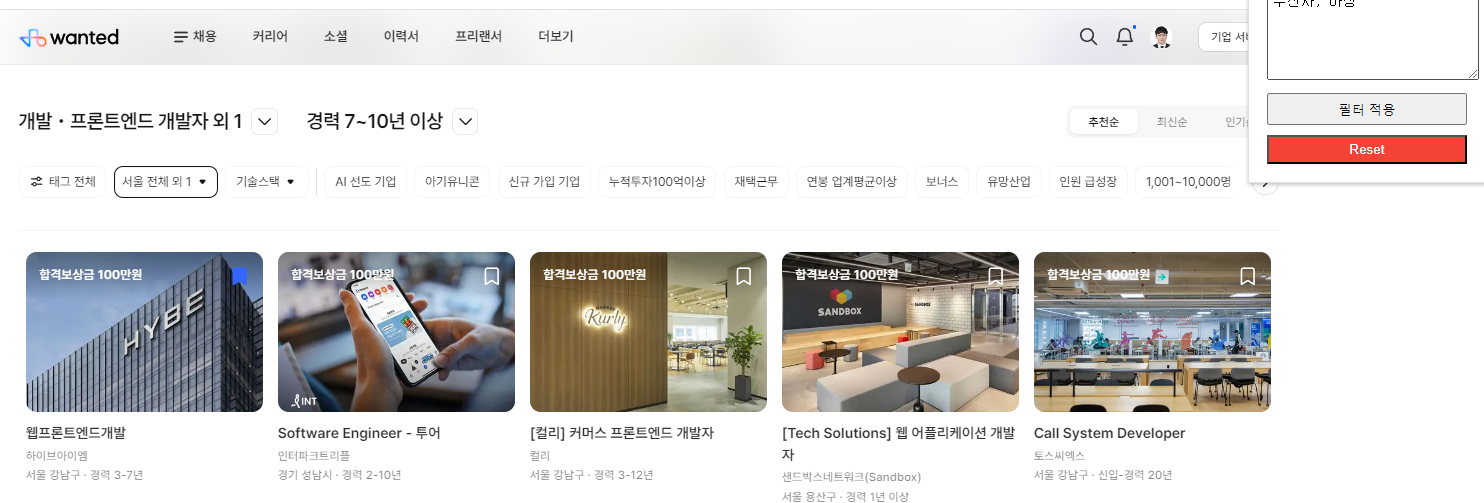 wanted
채용
커리어
소셜
이력서
프리랜서
더보기
기업 서비
개발 · 프론트엔드 개발자 외 1
경력 7~10년 이상
추천순
최신순
인기순
필터 적용
Reset
태그 전체
서울 전체 외 1
기술스택
AI 선도 기업
아기유니콘
신규 가입 기업
누적투자100억이상
재택근무
연봉 업계평균이상
보너스
유망산업
인원 급성장
1,001~10,000명
합격보상금 100만원
HYBE
웹프론트엔드개발
하이브아이엠
서울 강남구 · 경력 3-7년
합격보상금 100만원
INT
Software Engineer - 투어
인터파크트리플
경기 성남시 · 경력 2-10년
합격보상금 100만원
Kurly
[컬리] 커머스 프론트엔드 개발자
컬리
서울 강남구 · 경력 3-12년
합격보상금 100만원
SANDBOX
SANDBOX
[Tech Solutions] 웹 어플리케이션 개발
자
샌드박스네트워크(Sandbox)
서울 용산구 · 경력 1년 이상
합격보상금 100만원
Call System Developer
토스씨엑스
서울 강남구 · 신입-경력 20년